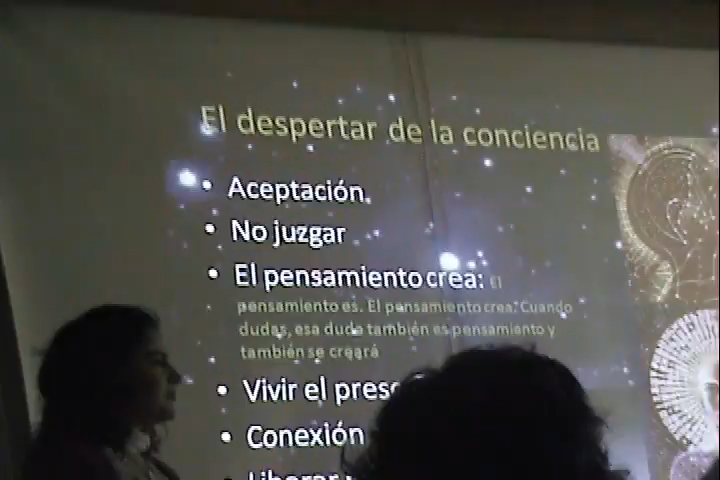 El despertar de la conciencia
• Aceptación.
• No juzgar
• El pensamiento crea: El
pensamiento es. El pensamiento crea. Cuando
dudas, esa duda también es pensamiento y
también se creará
• Vivir el
• Conexión
• Liberar